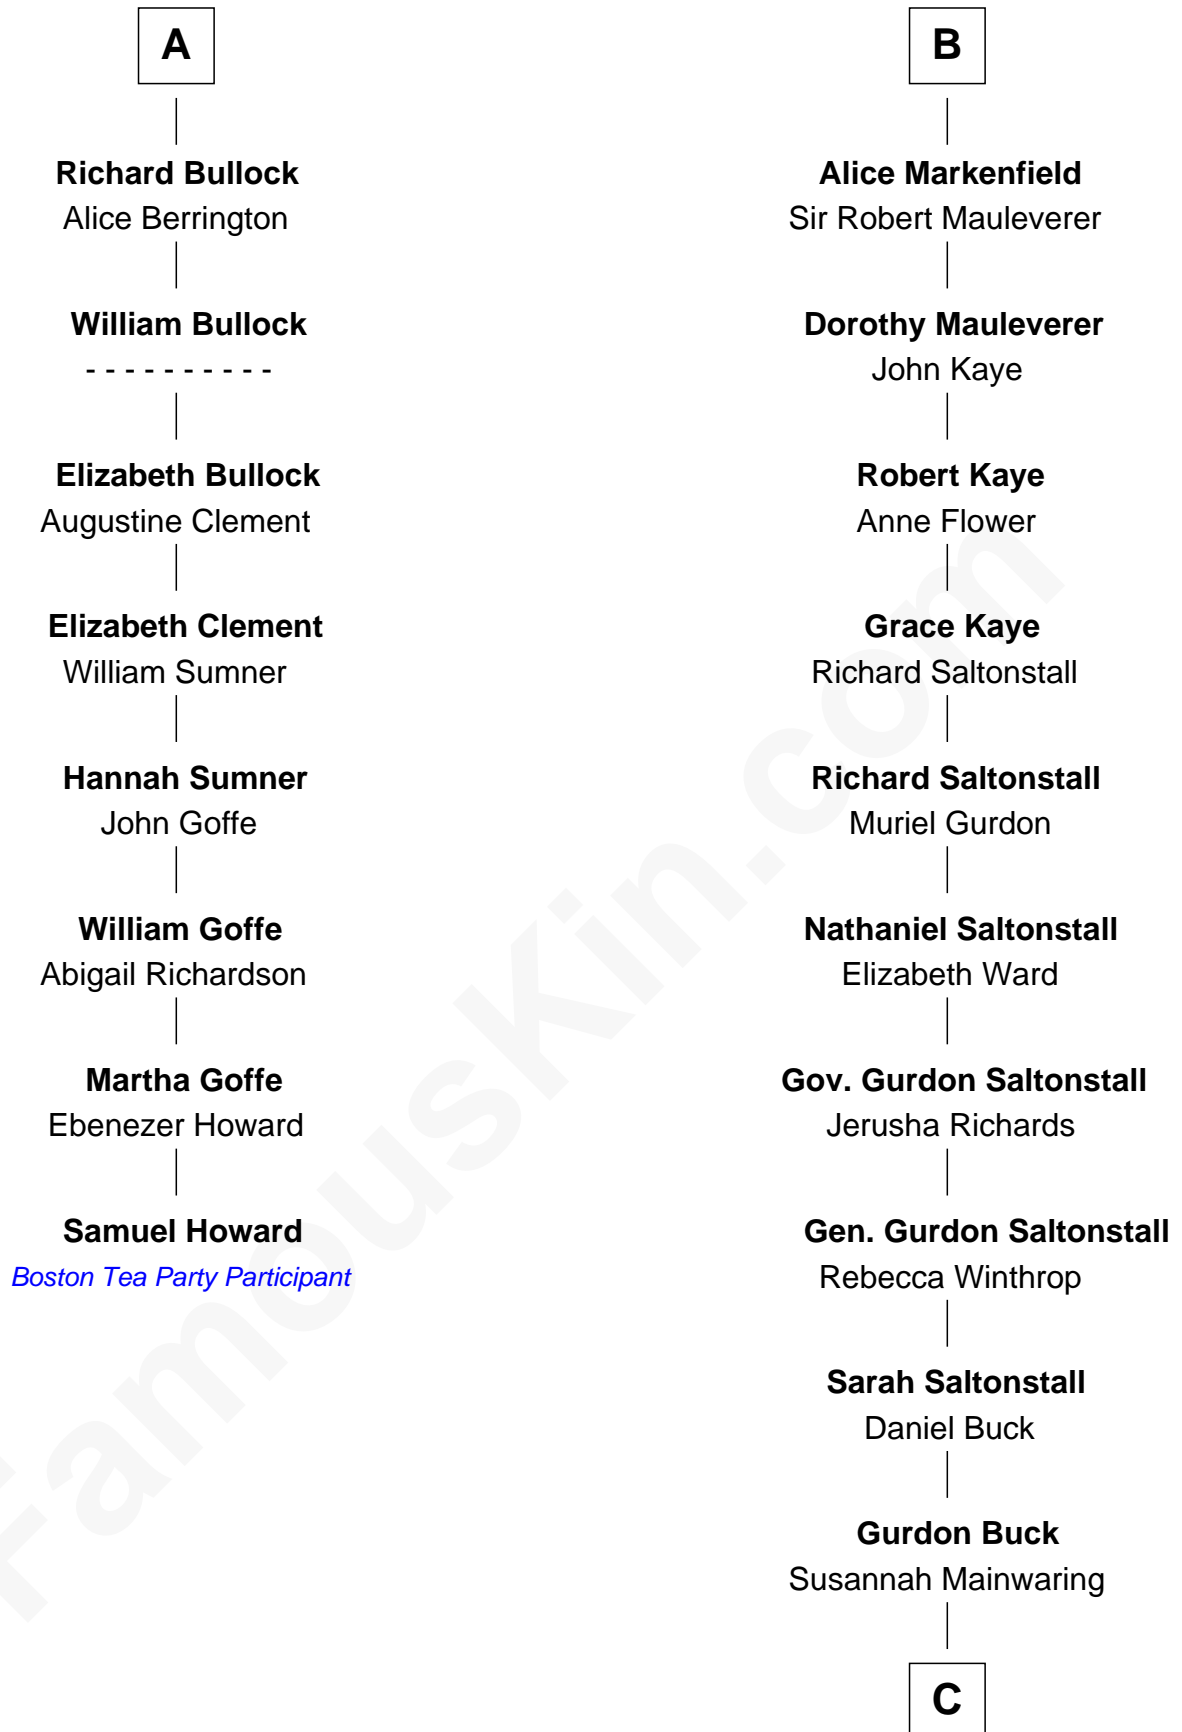 A
Richard Bullock
Alice Berrington
William Bullock
- - - - - - - - - -
Elizabeth Bullock
Augustine Clement
Elizabeth Clement
William Sumner
Hannah Sumner
John Goffe
William Goffe
Abigail Richardson
Martha Goffe
Ebenezer Howard
Samuel Howard
Boston Tea Party Participant
B
Alice Markenfield
Sir Robert Mauleverer
Dorothy Mauleverer
John Kaye
Robert Kaye
Anne Flower
Grace Kaye
Richard Saltonstall
Richard Saltonstall
Muriel Gurdon
Nathaniel Saltonstall
Elizabeth Ward
Gov. Gurdon Saltonstall
Jerusha Richards
Gen. Gurdon Saltonstall
Rebecca Winthrop
Sarah Saltonstall
Daniel Buck
Gurdon Buck
Susannah Mainwaring
C
FamousKin.com